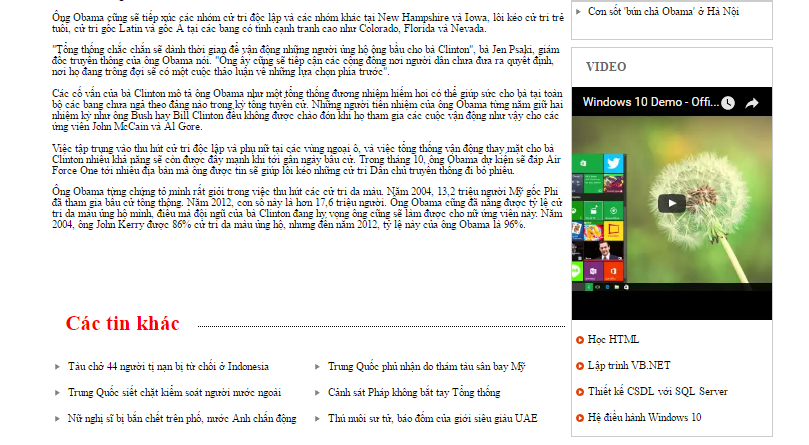 Ông Obama cũng sẽ tiếp xúc các nhóm cử tri độc lập và các nhóm khác tại New Hampshire và Iowa, lôi kéo cử tri trẻ
tuổi, cử tri gốc Latin và gốc Á tại các bang có tính cạnh tranh cao như Colorado, Florida và Nevada.
"Tổng thống chắc chắn sẽ dành thời gian để vận động những người ủng hộ ông bầu cho bà Clinton", bà Jen Psaki, giám
đốc truyền thông của ông Obama nói. "Ông ấy cũng sẽ tiếp cận các cộng đồng nơi người dân chưa đưa ra quyết định,
nơi họ đang trông đợi sẽ có một cuộc thảo luận về những lựa chọn phía trước".
Các cố vấn của bà Clinton mô tả ông Obama như một tổng thống đương nhiệm hiếm hoi có thể giúp sức cho bà tại toàn
bộ các bang chưa ngả theo đảng nào trong kỳ tổng tuyển cử. Những người tiền nhiệm của ông Obama từng nắm giữ hai
nhiệm kỳ như ông Bush hay Bill Clinton đều không được chào đón khi họ tham gia các cuộc vận động như vậy cho các
ứng viên John McCain và Al Gore.
Việc tập trung vào thu hút cử tri độc lập và phụ nữ tại các vùng ngoại ô, và việc tổng thống vận động thay mặt cho bà
Clinton nhiều khả năng sẽ còn được đẩy mạnh khi tới gần ngày bầu cử. Trong tháng 10, ông Obama dự kiến sẽ đáp Air
Force One tới nhiều địa bàn mà ông được tin sẽ giúp lôi kéo những cử tri Dân chủ truyền thống đi bỏ phiếu.
Ông Obama từng chứng tỏ mình rất giỏi trong việc thu hút các cử tri da màu. Năm 2004, 13,2 triệu người Mỹ gốc Phi
đã tham gia bầu cử tổng thống. Năm 2012, con số này là hơn 17,6 triệu người. Ông Obama cũng đã nâng được tỷ lệ cử
tri da màu ủng hộ mình, điều mà đội ngũ của bà Clinton đang hy vọng ông cũng sẽ làm được cho nữ ứng viên này. Năm
2004, ông John Kerry được 86% cử tri da màu ủng hộ, nhưng đến năm 2012, tỷ lệ này của ông Obama là 96%.
Các tin khác
Tàu chở 44 người tị nạn bị từ chối ở Indonesia
Trung Quốc phủ nhận do thám tàu sân bay Mỹ
Trung Quốc siết chặt kiểm soát người nước ngoài
Cảnh sát Pháp không bắt tay Tổng thống
Nữ nghị sĩ bị bắn chết trên phố, nước Anh chấn động
Thú nuôi sư tử, báo đốm của giới siêu giàu UAE
Cơn sốt 'bún chả Obama' ở Hà Nội
VIDEO
Windows 10 Demo - Offi...
Học HTML
Lập trình VB.NET
Thiết kế CSDL với SQL Server
Hệ điều hành Windows 10